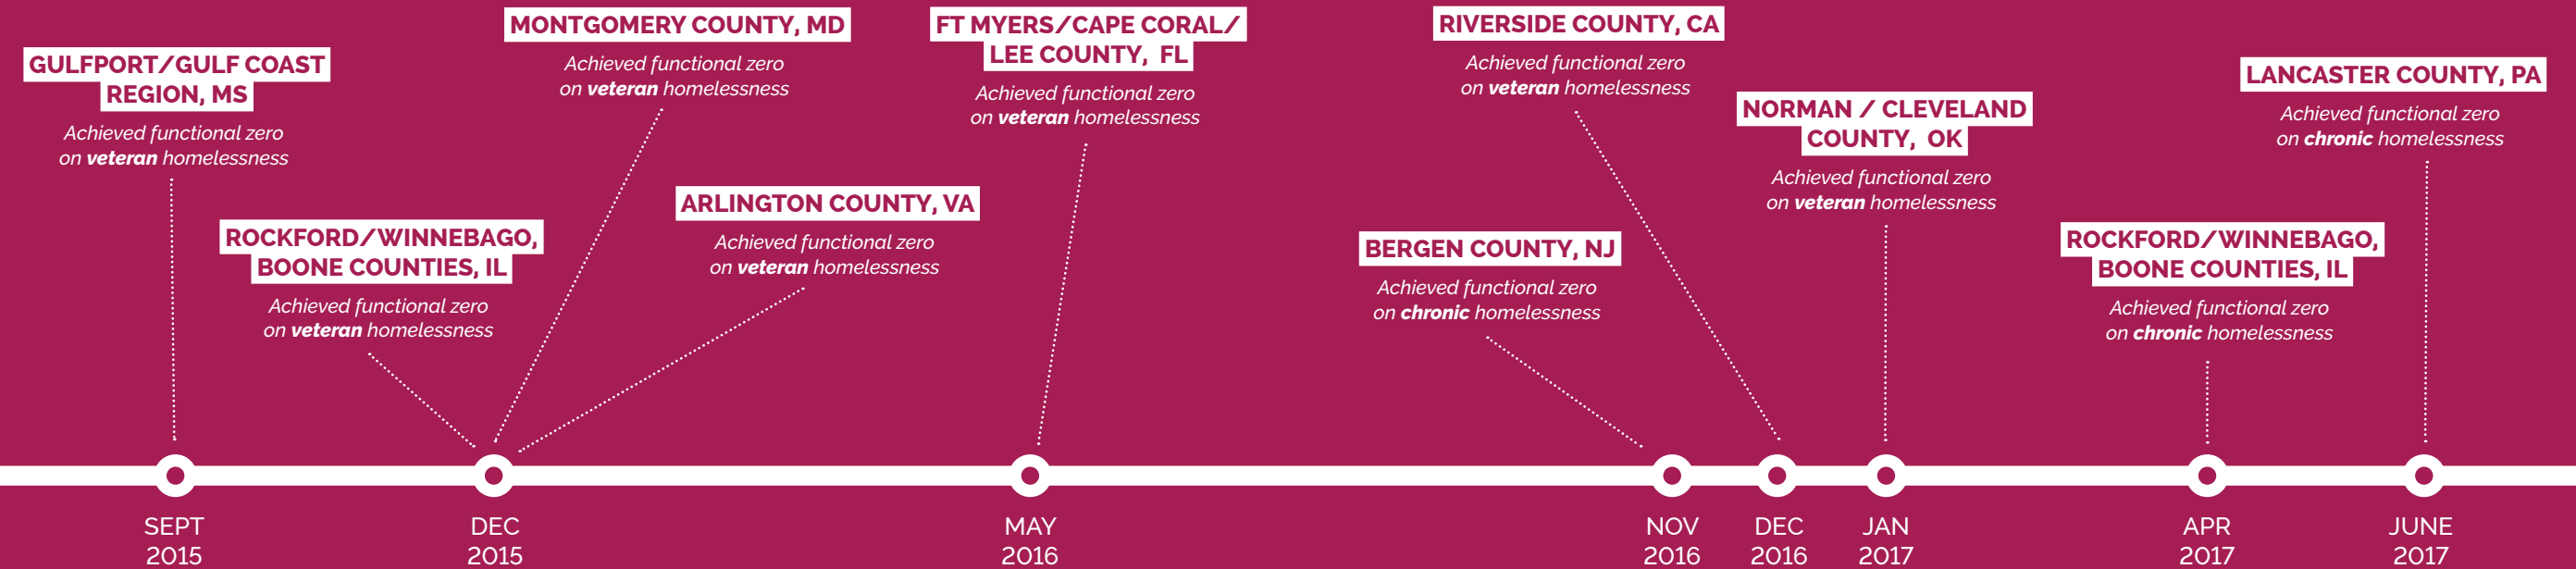 GULFPORT/GULF COAST
REGION, MS
Achieved functional zero
on veteran homelessness
ROCKFORD/WINNEBAGO,
BOONE COUNTIES, IL
Achieved functional zero
on veteran homelessness
MONTGOMERY COUNTY, MD
Achieved functional zero
on veteran homelessness
ARLINGTON COUNTY, VA
Achieved functional zero
on veteran homelessness
FT MYERS/CAPE CORAL/
LEE COUNTY, FL
Achieved functional zero
on veteran homelessness
BERGEN COUNTY, NJ
Achieved functional zero
on chronic homelessness
RIVERSIDE COUNTY, CA
Achieved functional zero
on veteran homelessness
NORMAN / CLEVELAND
COUNTY, OK
Achieved functional zero
on veteran homelessness
ROCKFORD/WINNEBAGO,
BOONE COUNTIES, IL
Achieved functional zero
on chronic homelessness
LANCASTER COUNTY, PA
Achieved functional zero
on chronic homelessness
SEPT
2015
DEC
2015
MAY
2016
NOV
2016
DEC
2016
JAN
2017
APR
2017
JUNE
2017